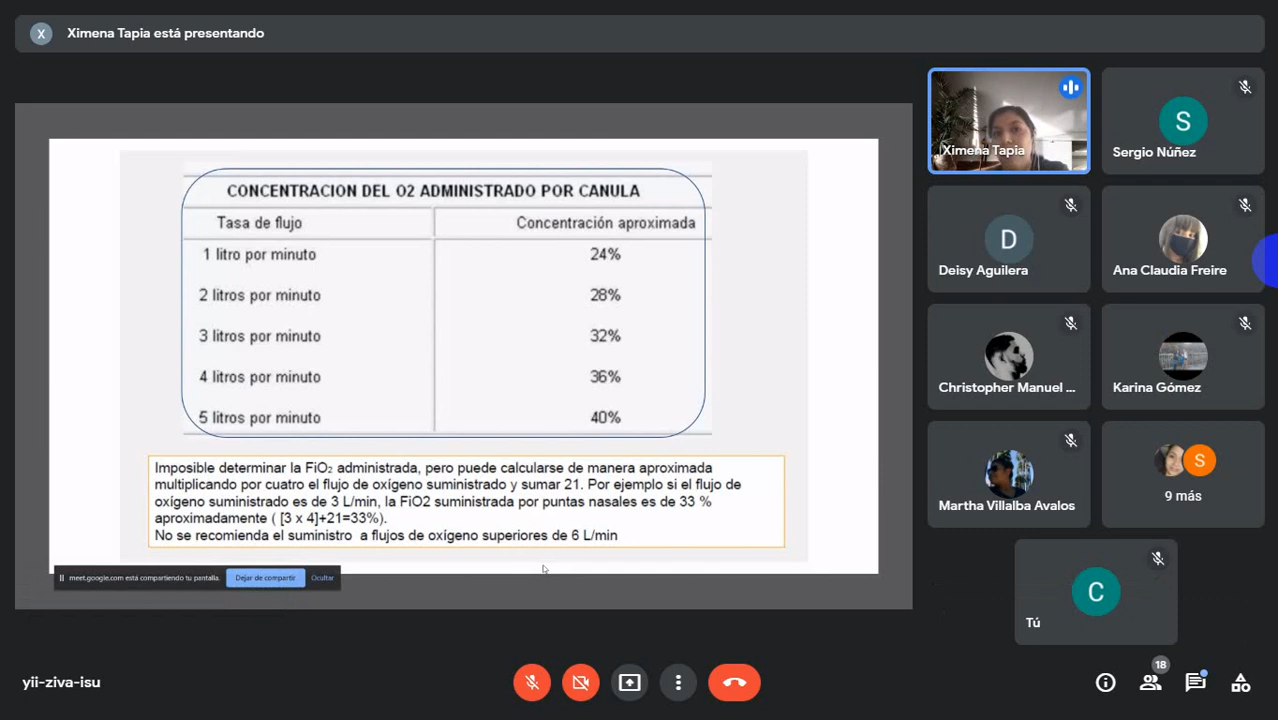 X
Ximena Tapia está presentando
CONCENTRACION DEL O2 ADMINISTRADO POR CANULA
Tasa de flujo Concentración aproximada
1 litro por minuto 24%
2 litros por minuto 28%
3 litros por minuto 32%
4 litros por minuto 36%
5 litros por minuto 40%
Imposible determinar la FiO₂ administrada, pero puede calcularse de manera aproximada
multiplicando por cuatro el flujo de oxígeno suministrado y sumar 21. Por ejemplo si el flujo de
oxígeno suministrado es de 3 L/min, la FiO2 suministrada por puntas nasales es de 33 %
aproximadamente ( [3 x 4]+21=33%).
No se recomienda el suministro a flujos de oxígeno superiores de 6 L/min
meet.google.com está compartiendo tu pantalla. Dejar de compartir Ocultar
Ximena Tapia
S
Sergio Núñez
D
Deisy Aguilera
Ana Claudia Freire
Christopher Manuel ...
Karina Gómez
Martha Villalba Avalos
S
9 más
C
Tú
yii-ziva-isu
18